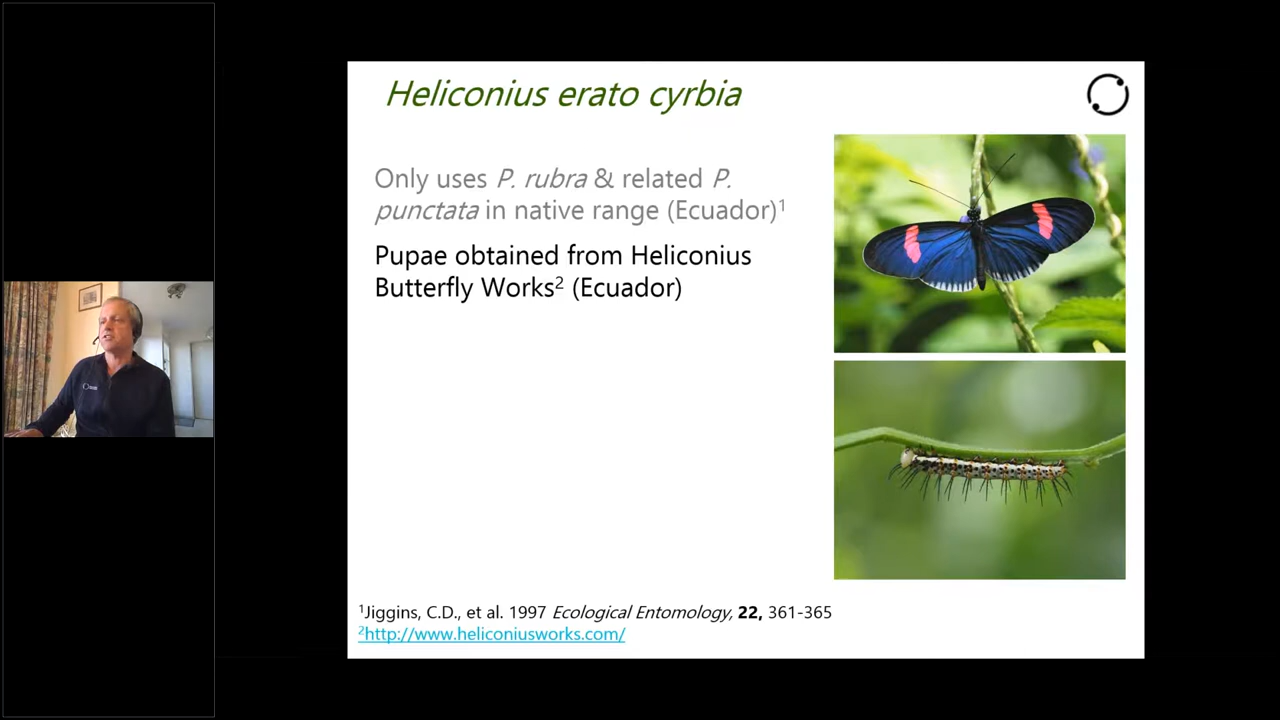 Heliconius erato cyrbia
Only uses P. rubra & related P.
punctata in native range (Ecuador)¹
Pupae obtained from Heliconius
Butterfly Works² (Ecuador)
¹Jiggins, C.D., et al. 1997 Ecological Entomology, 22, 361-365
²http://www.heliconiusworks.com/